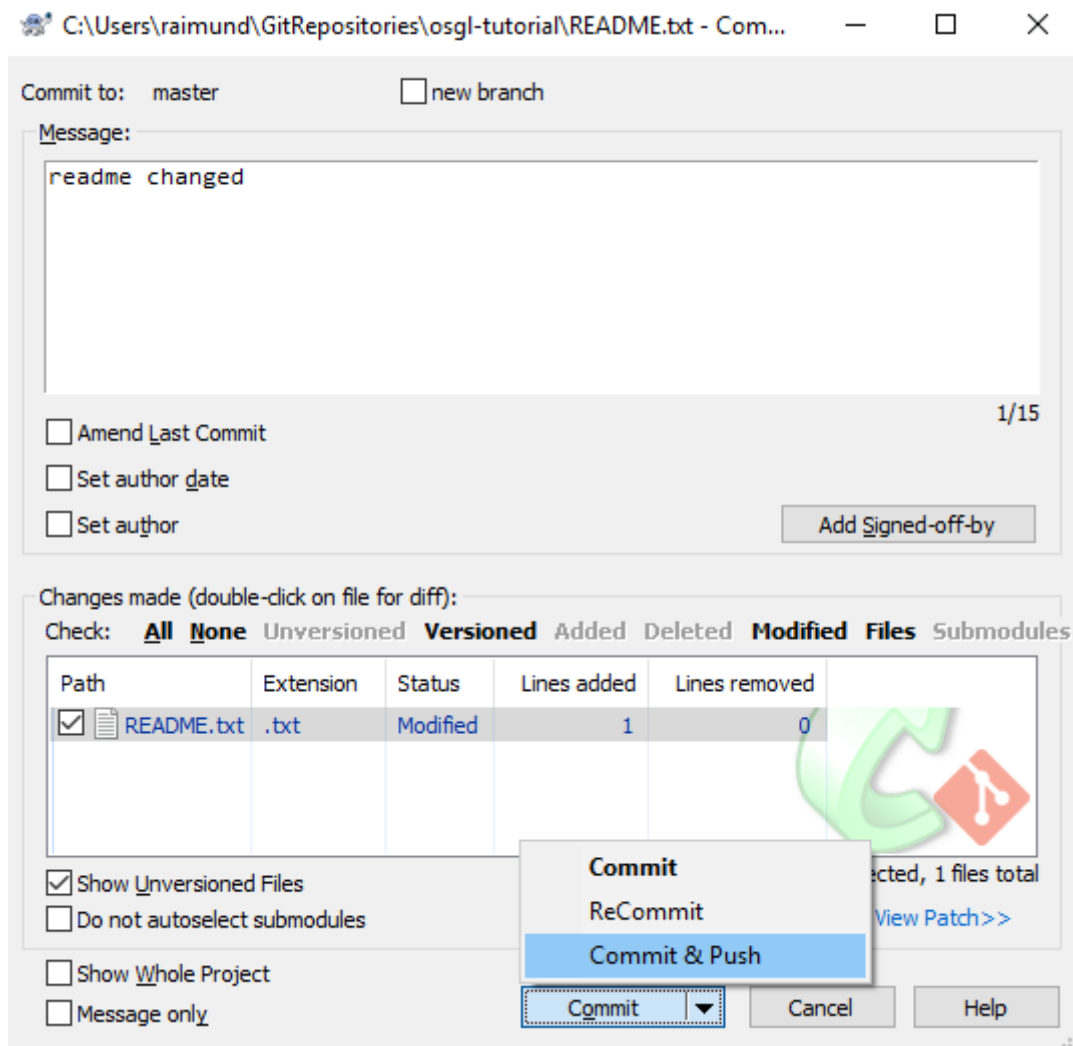 C:\Users\raimund\GitRepositories\osgl-tutorial\README.txt - Com...
Commit to: master new branch
Message:
readme changed
1/15
Amend Last Commit
Set author date
Set author
Add Signed-off-by
Changes made (double-click on file for diff):
Check: All None Unversioned Versioned Added Deleted Modified Files Submodules
Path Extension Status Lines added Lines removed
README.txt .txt Modified 1 0
Commit
ReCommit
Commit & Push
Show Unversioned Files
ected, 1 files total
Do not autoselect submodules
View Patch>>
Show Whole Project
Message only
Commit Cancel Help